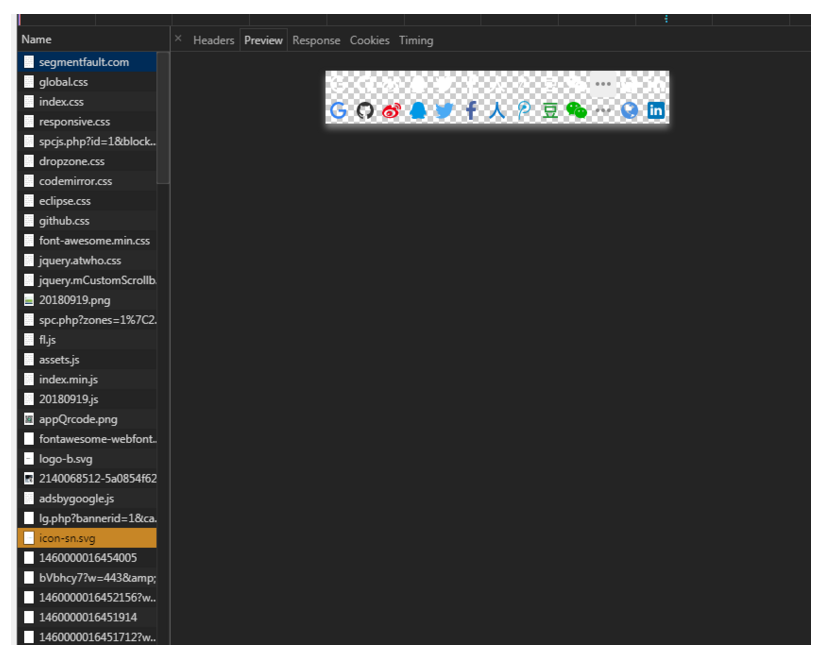 Name
× Headers Preview Response Cookies Timing
segmentfault.com
global.css
index.css
responsive.css
spcjs.php?id=1&block..
dropzone.css
codemirror.css
eclipse.css
github.css
font-awesome.min.css
jquery.atwho.css
jquery.mCustomScrollb
20180919.png
spc.php?zones=1%7C2.
fl.js
assets.js
index.min.js
20180919.js
appQrcode.png
fontawesome-webfont..
logo-b.svg
2140068512-5a0854f62
adsbygoogle.js
lg.php?bannerid=1&ca.
icon-sn.svg
1460000016454005
bVbhcy7?w=443&amp;
1460000016452156?w..
1460000016451914
1460000016451712?w..
G f 人 豆 in